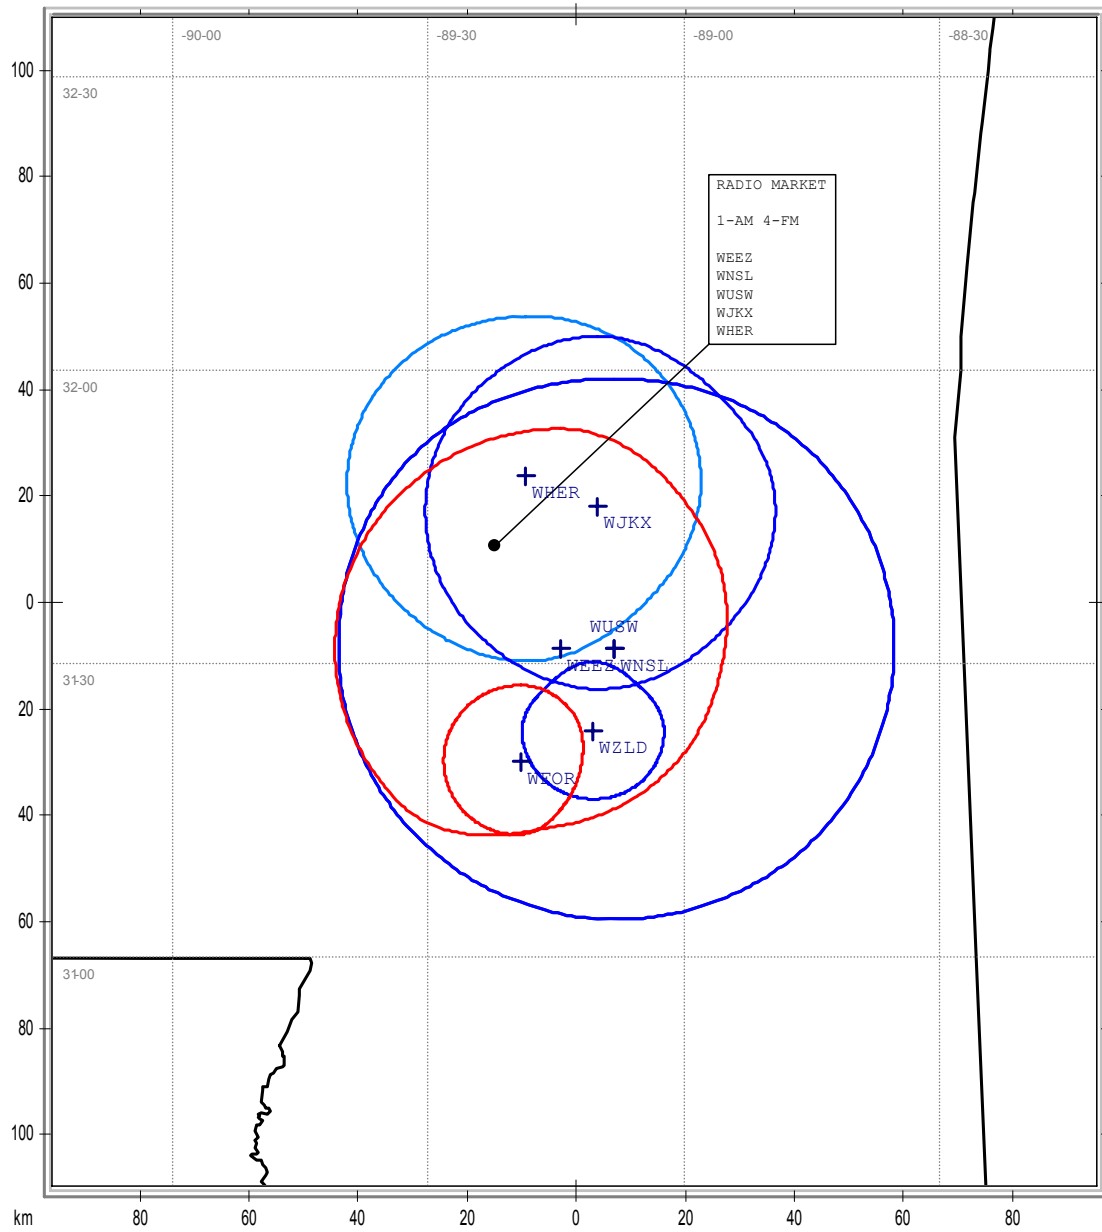 -90-00
-89-30
-89-00
-88-30
100
32-30
80
RADIO MARKET
1-AM 4-FM
WEEZ
WNSL
WUSW
WJKX
WHER
60
32-00
40
20
WHER
WJKX
0
WUSW
WEEZ
WNSL
31-30
20
WZLD
WFOR
40
60
31-00
80
100
km
80
60
40
20
0
20
40
60
80